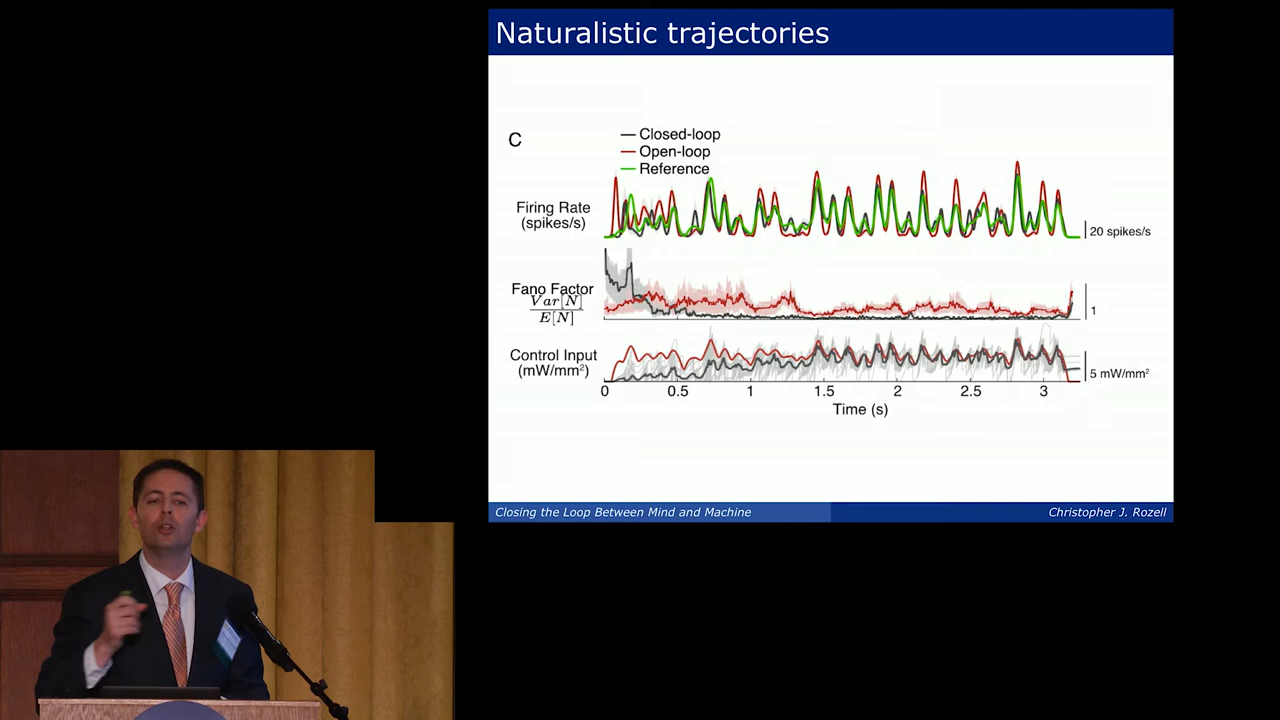 Naturalistic trajectories
C
Closed-loop
Open-loop
Reference
Firing Rate
(spikes/s)
20 spikes/s
Fano Factor
Var[N]
E[N]
1
Control Input
(mW/mm²)
5 mW/mm²
0 0.5 1 1.5 2 2.5 3
Time (s)
Closing the Loop Between Mind and Machine Christopher J. Rozell